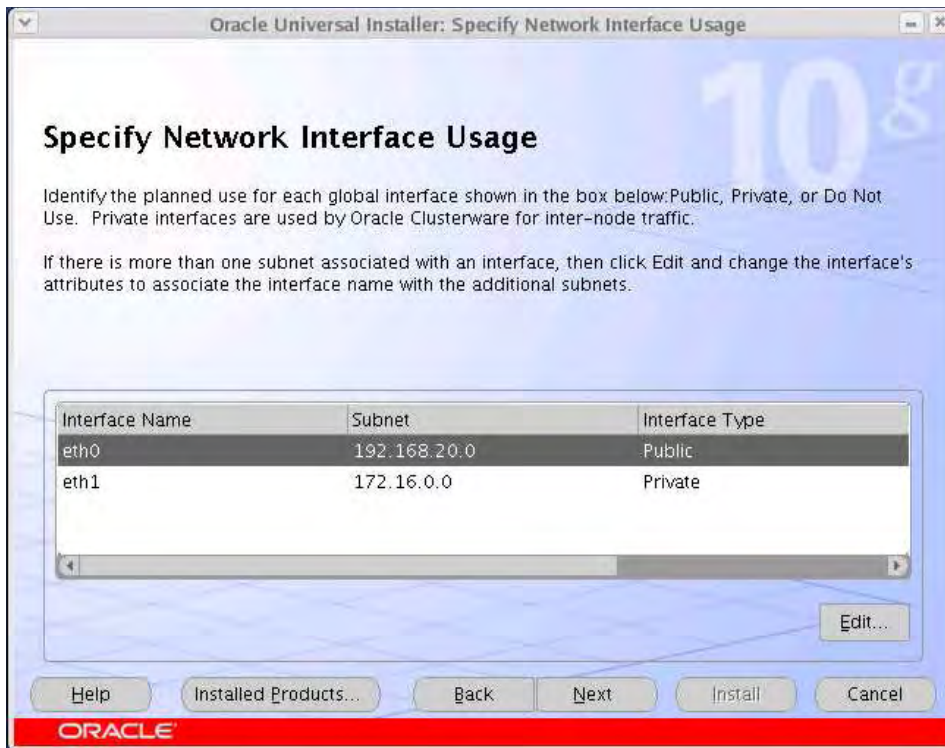 Oracle Universal Installer: Specify Network Interface Usage
10g
Specify Network Interface Usage
Identify the planned use for each global interface shown in the box below:Public, Private, or Do Not
Use. Private interfaces are used by Oracle Clusterware for inter-node traffic.
If there is more than one subnet associated with an interface, then click Edit and change the interface's
attributes to associate the interface name with the additional subnets.
Interface Name Subnet Interface Type
eth0 192.168.20.0 Public
eth1 172.16.0.0 Private
Edit...
Help Installed Products... Back Next Install Cancel
ORACLE